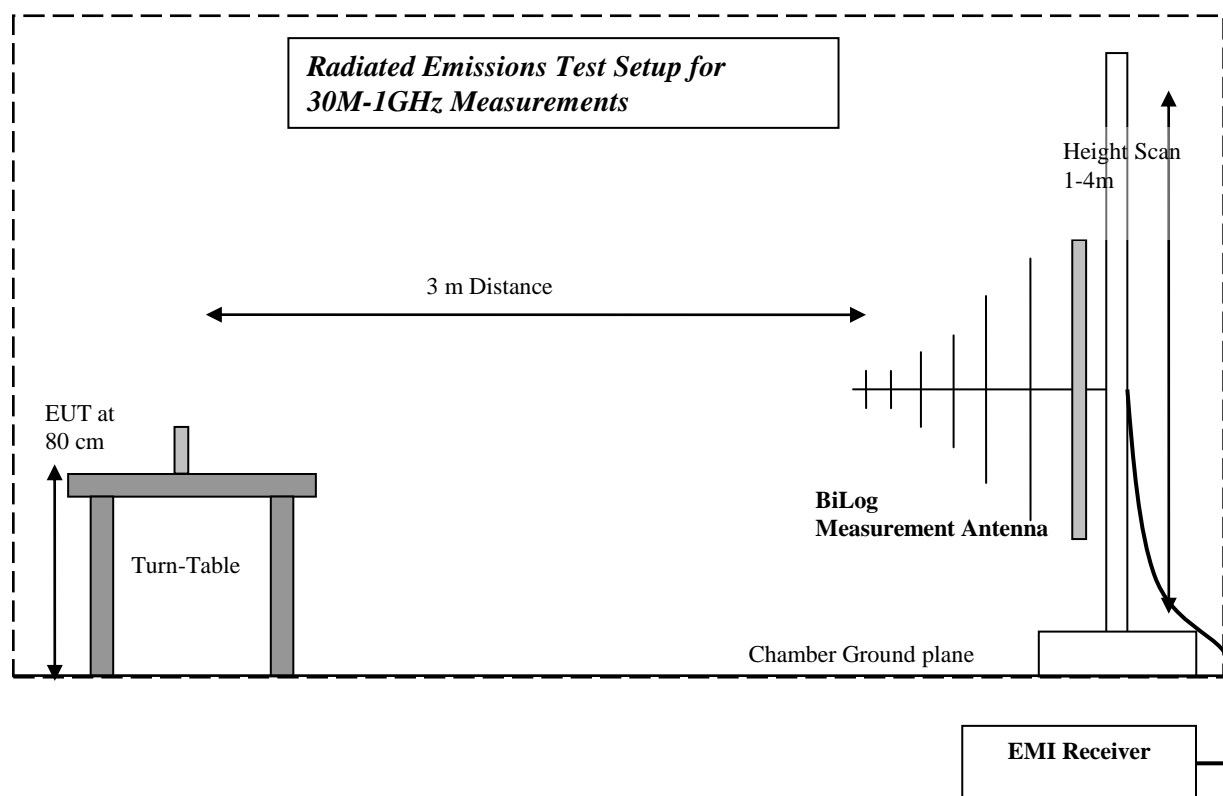 Radiated Emissions Test Setup for
30M-1GHz Measurements
Height Scan
1-4m
3 m Distance
EUT at
80 cm
BiLog
Measurement Antenna
Turn-Table
Chamber Ground plane
EMI Receiver